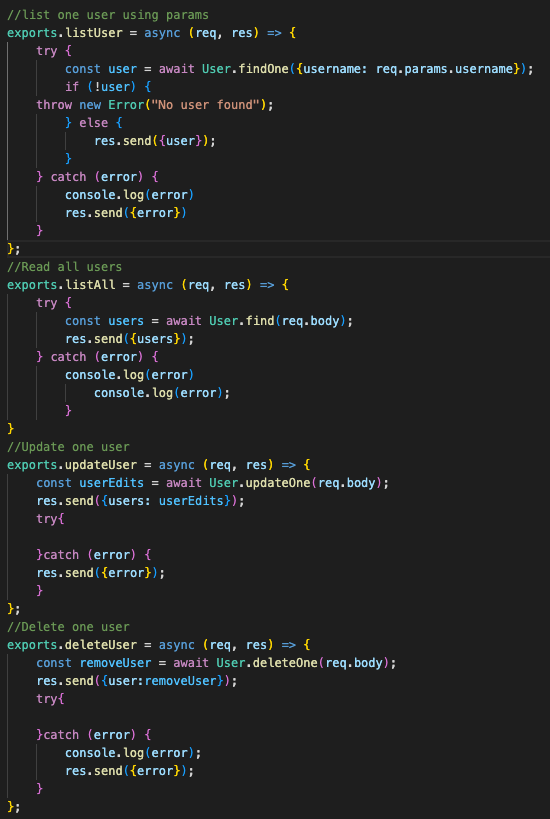 //list one user using params
exports.listUser = async (req, res) => {
    try {
        const user = await User.findOne({username: req.params.username});
        if (!user) {
    throw new Error("No user found");
        } else {
            res.send({user});
        }
    } catch (error) {
        console.log(error)
        res.send({error})
    }
};
//Read all users
exports.listAll = async (req, res) => {
    try {
        const users = await User.find(req.body);
        res.send({users});
    } catch (error) {
        console.log(error)
            console.log(error);
        }
}
//Update one user
exports.updateUser = async (req, res) => {
    const userEdits = await User.updateOne(req.body);
    res.send({users: userEdits});
    try{

    }catch (error) {
    res.send({error});
    }
};
//Delete one user
exports.deleteUser = async (req, res) => {
    const removeUser = await User.deleteOne(req.body);
    res.send({user:removeUser});
    try{

    }catch (error) {
        console.log(error);
        res.send({error});
    }
};